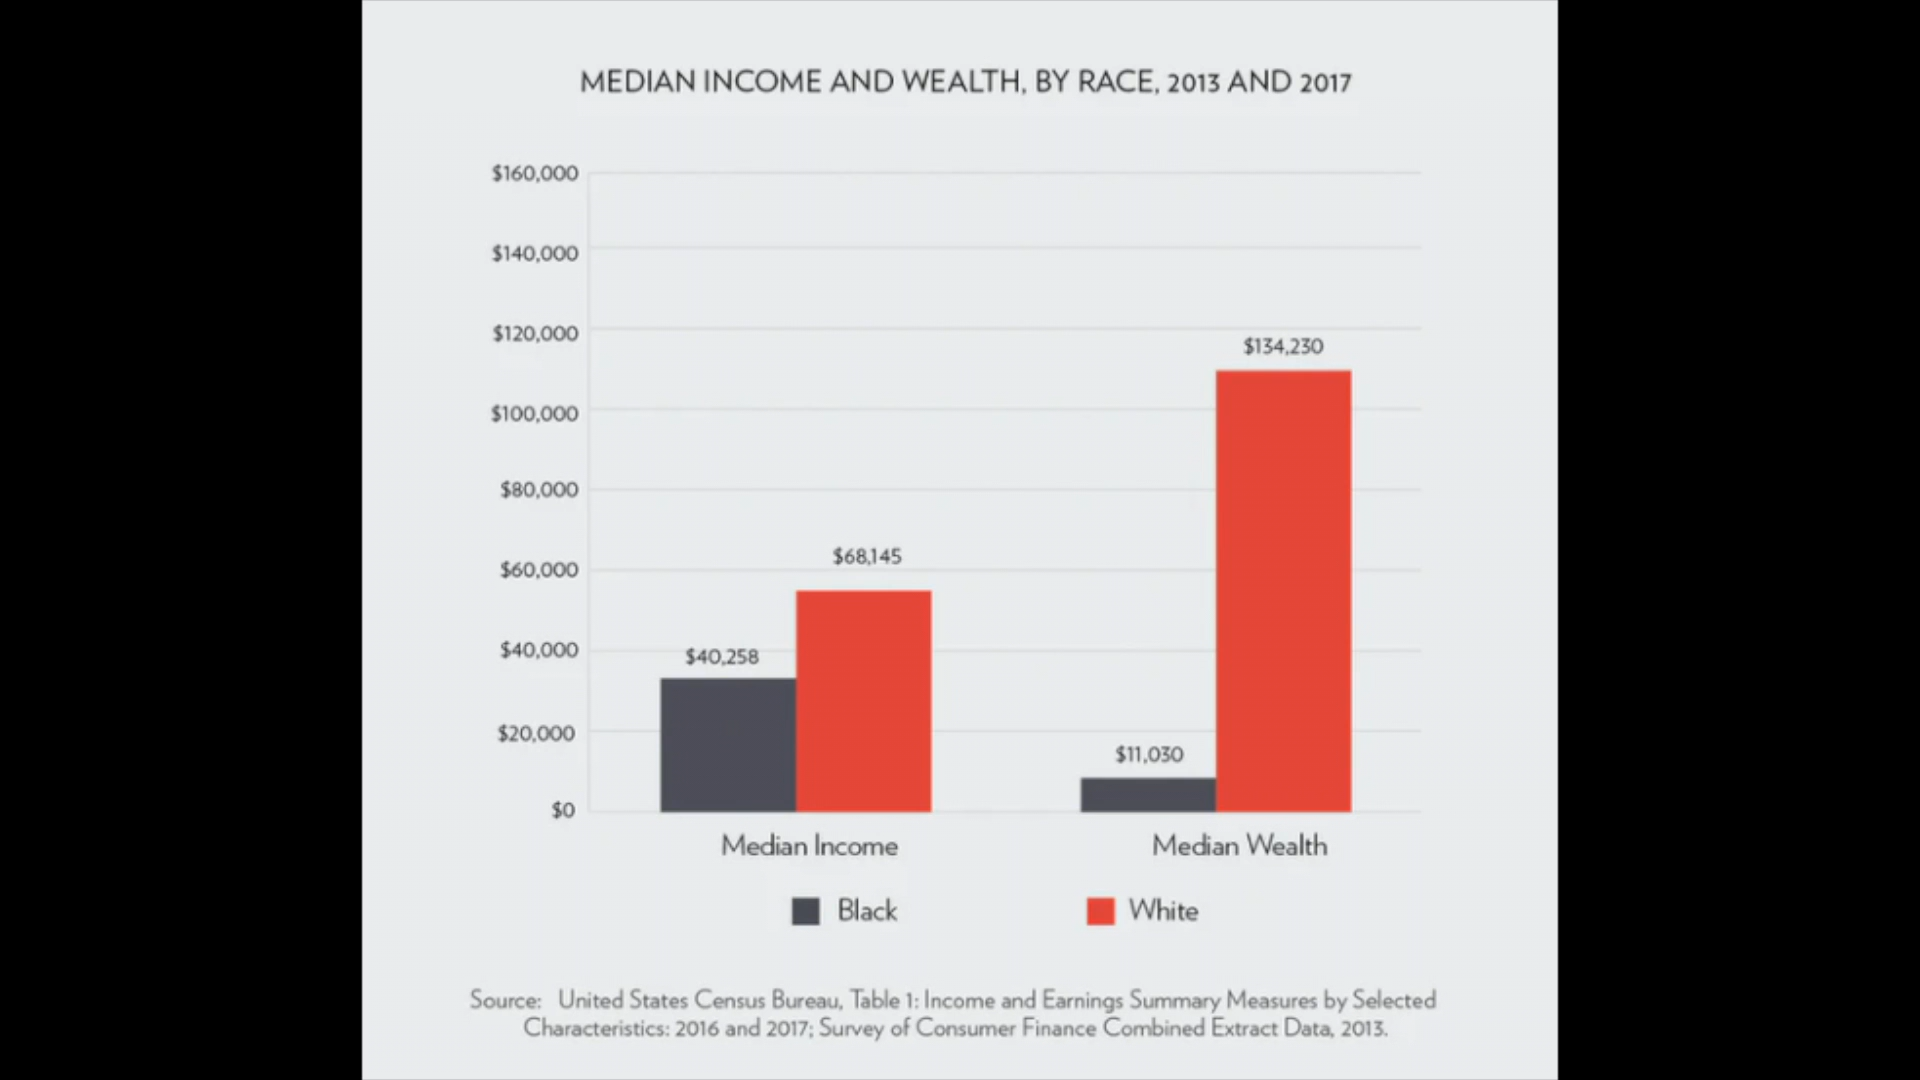 MEDIAN INCOME AND WEALTH, BY RACE, 2013 AND 2017
$160,000
$140,000
$120,000
$134,230
$100,000
$80,000
$68,145
$60,000
$40,000
$40,258
$20,000
$11,030
$0
Median Income
Median Wealth
Black
White
Source: United States Census Bureau, Table 1: Income and Earnings Summary Measures by Selected
Characteristics: 2016 and 2017; Survey of Consumer Finance Combined Extract Data, 2013.